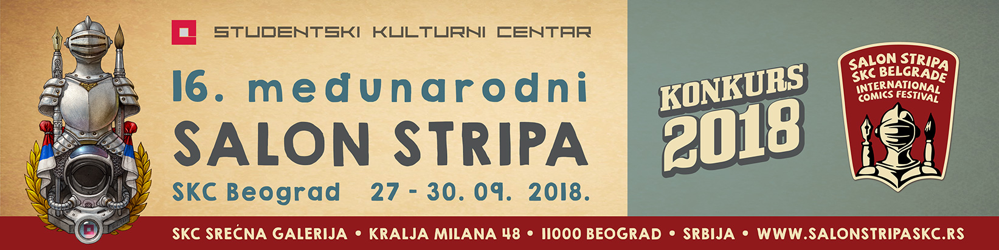 STUDENTSKI KULTURNI CENTAR
16. međunarodni
SALON STRIPA
SKC Beograd 27 - 30. 09. 2018.
KONKURS
2018
SALON STRIPA
SKC BELGRADE
INTERNATIONAL
COMICS FESTIVAL
SKC SREĆNA GALERIJA • KRALJA MILANA 48 • 11000 BEOGRAD • SRBIJA • WWW.SALONSTRIPASKC.RS